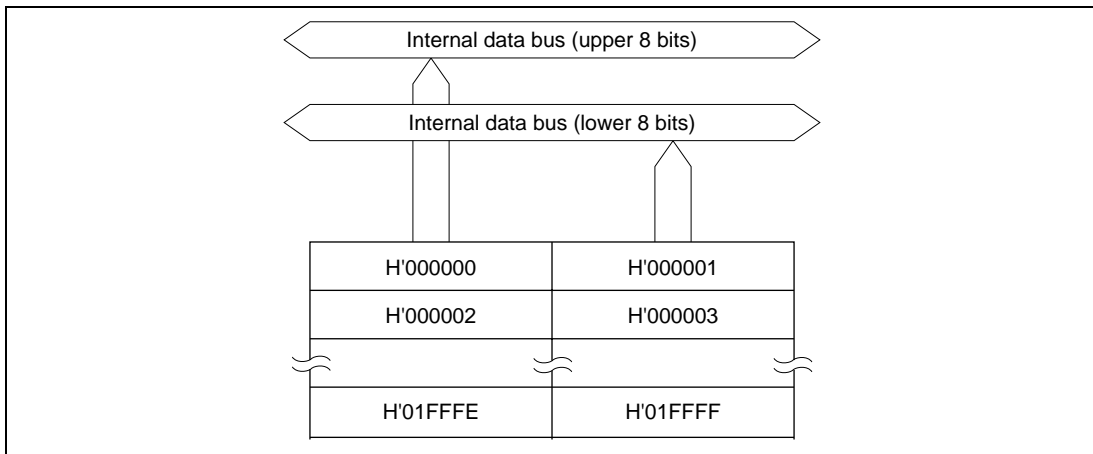 Internal data bus (upper 8 bits)
Internal data bus (lower 8 bits)
H'000000 H'000001
H'000002 H'000003
H'01FFFE H'01FFFF